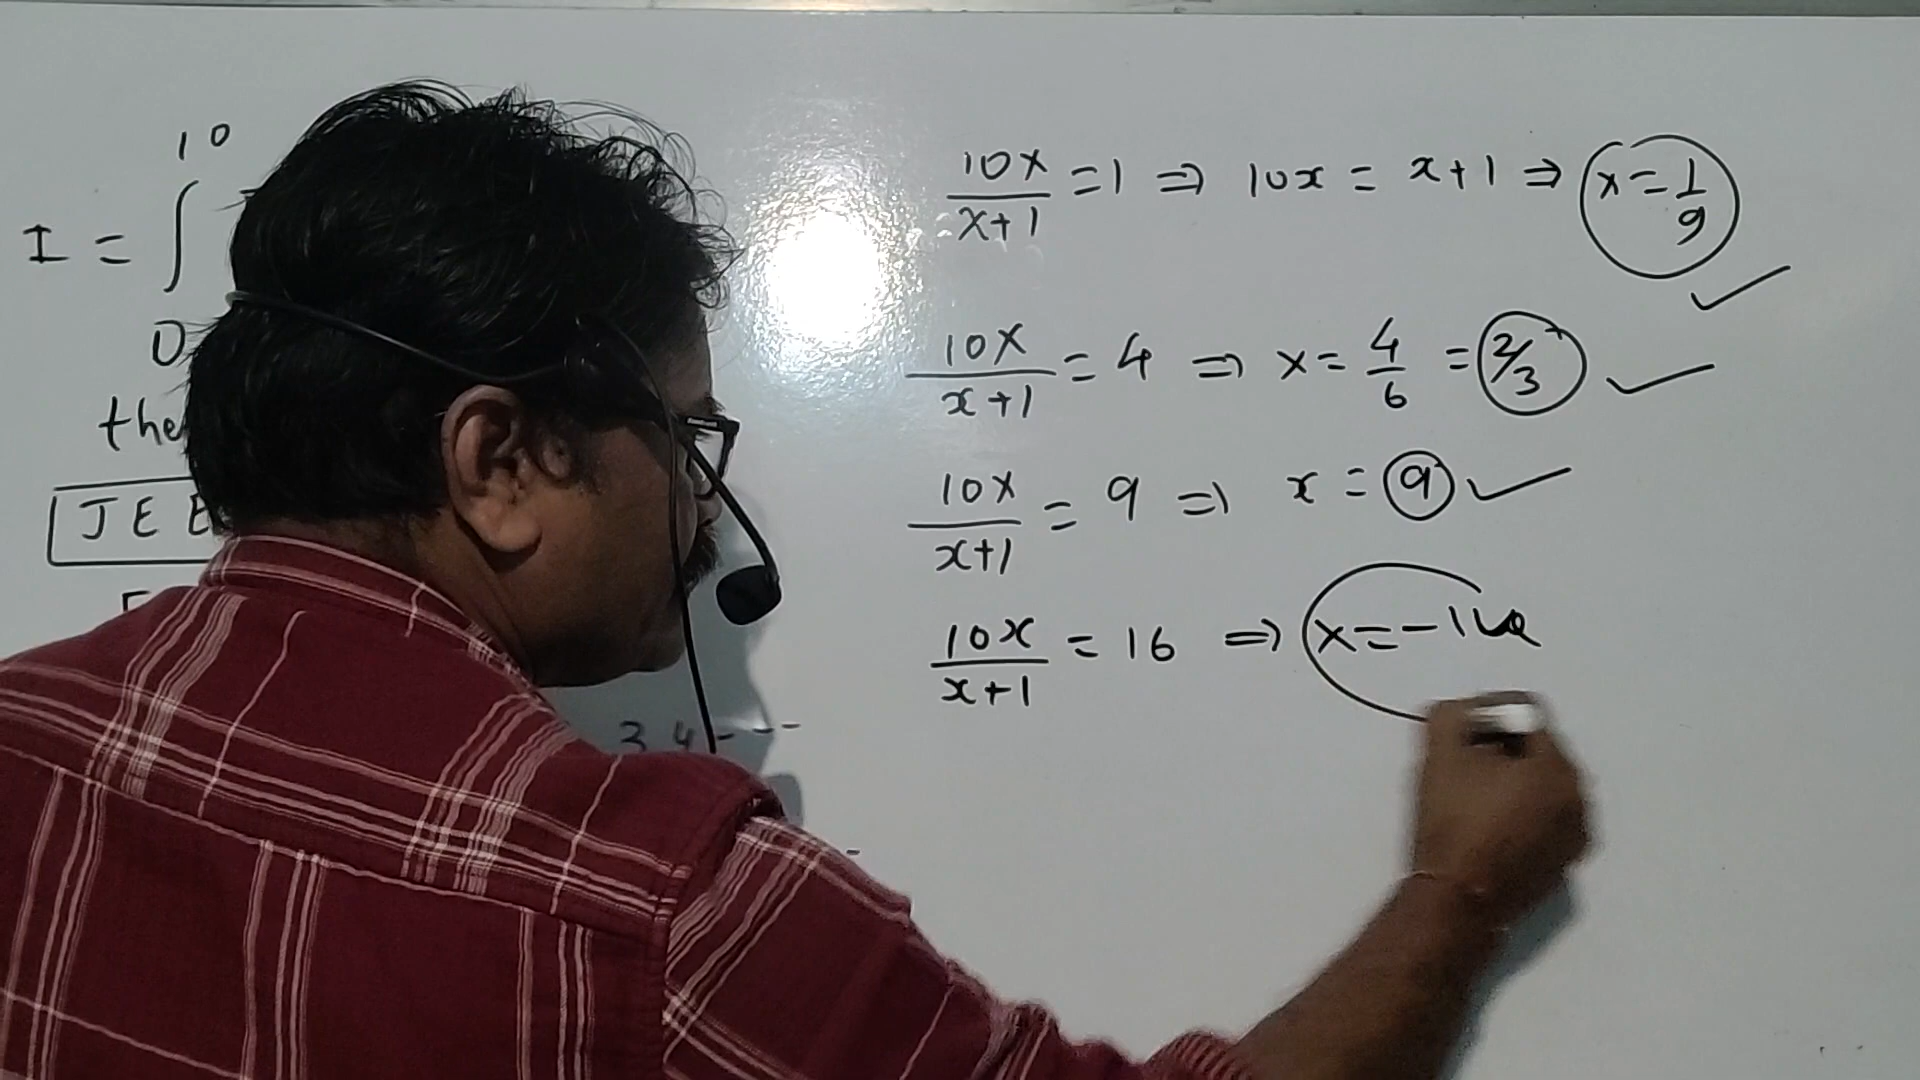 10
I = ∫
0
the
JEE
10x/x+1 = 1 ⇒ 10x = x+1 ⇒ x = 1/9
10x/x+1 = 4 ⇒ x = 4/6 = 2/3
10x/x+1 = 9 ⇒ x = 9
10x/x+1 = 16 ⇒ x = -
3 4 - - -